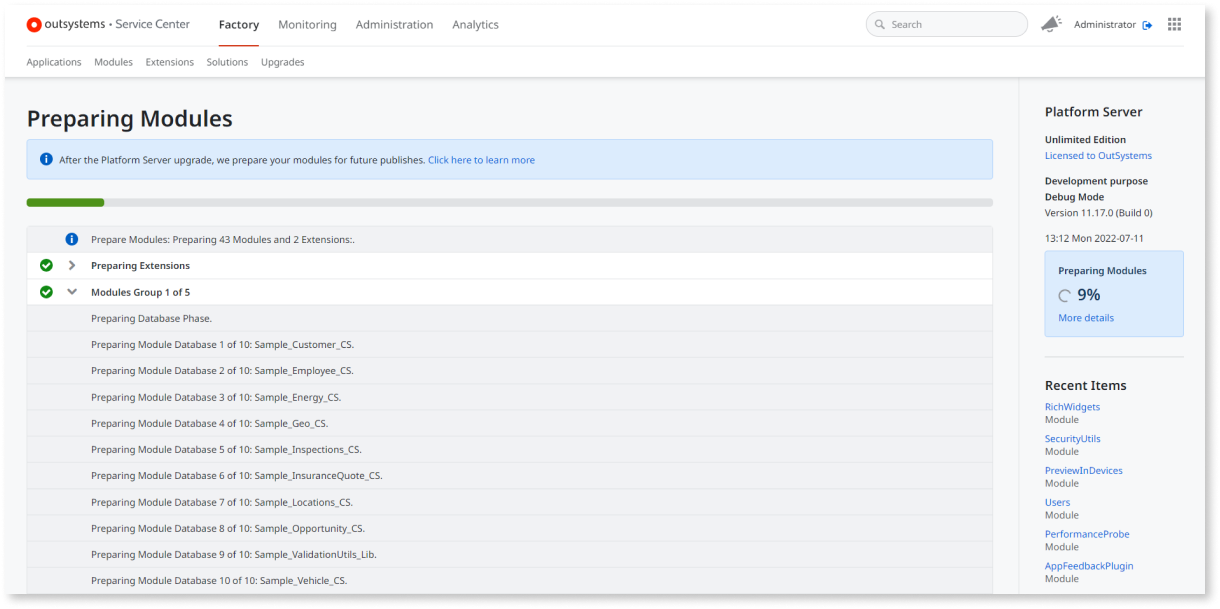 outsystems • Service Center
Factory
Monitoring
Administration
Analytics
Search
Administrator
Applications
Modules
Extensions
Solutions
Upgrades
Preparing Modules
After the Platform Server upgrade, we prepare your modules for future publishes. Click here to learn more
Prepare Modules: Preparing 43 Modules and 2 Extensions:.
Preparing Extensions
Modules Group 1 of 5
Preparing Database Phase.
Preparing Module Database 1 of 10: Sample_Customer_CS.
Preparing Module Database 2 of 10: Sample_Employee_CS.
Preparing Module Database 3 of 10: Sample_Energy_CS.
Preparing Module Database 4 of 10: Sample_Geo_CS.
Preparing Module Database 5 of 10: Sample_Inspections_CS.
Preparing Module Database 6 of 10: Sample_InsuranceQuote_CS.
Preparing Module Database 7 of 10: Sample_Locations_CS.
Preparing Module Database 8 of 10: Sample_Opportunity_CS.
Preparing Module Database 9 of 10: Sample_ValidationUtils_Lib.
Preparing Module Database 10 of 10: Sample_Vehicle_CS.
Platform Server
Unlimited Edition
Licensed to OutSystems
Development purpose
Debug Mode
Version 11.17.0 (Build 0)
13:12 Mon 2022-07-11
Preparing Modules
9%
More details
Recent Items
RichWidgets
Module
SecurityUtils
Module
PreviewInDevices
Module
Users
Module
PerformanceProbe
Module
AppFeedbackPlugin
Module